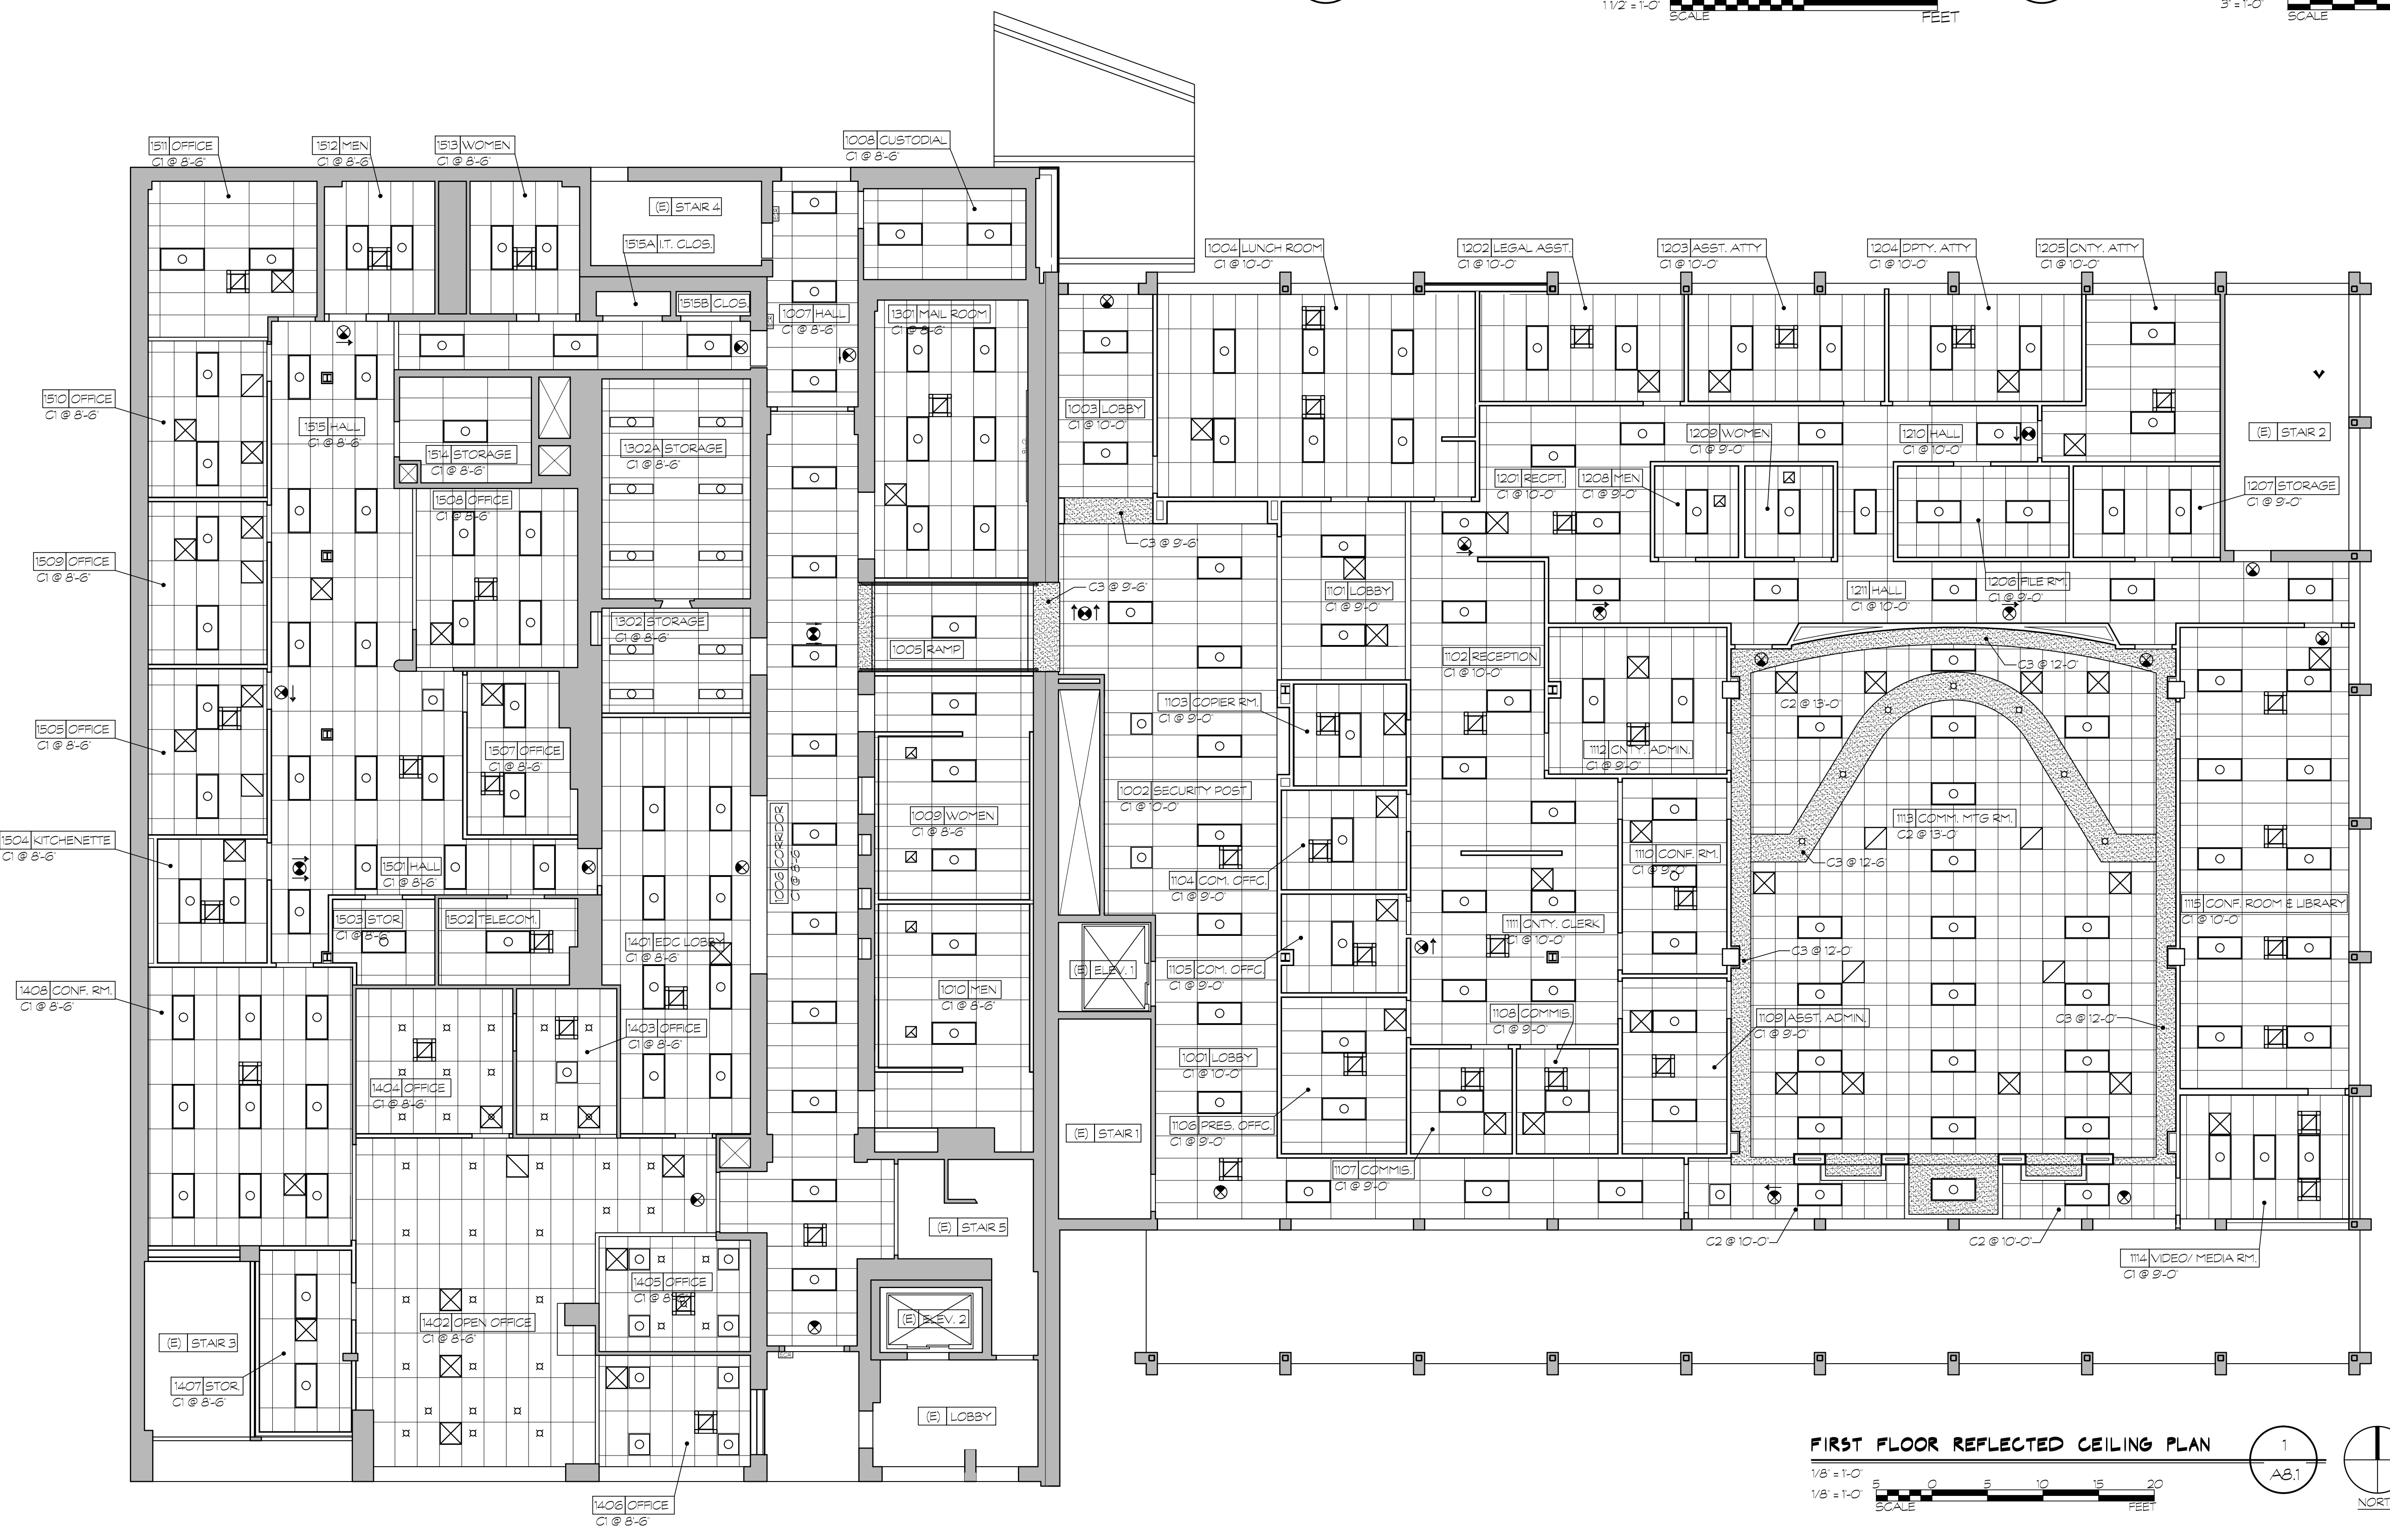 1 1/2" = 1'-0"
SCALE
FEET
3" = 1'-0"
SCALE
1511 OFFICE
C1 @ 8'-6"
1512 MEN
C1 @ 8'-6"
1513 WOMEN
C1 @ 8'-6"
1008 CUSTODIAL
C1 @ 8'-6"
(E) STAIR 4
1515A I.T. CLOS.
1515B CLOS.
1007 HALL
C1 @ 8'-6"
1301 MAIL ROOM
C1 @ 8'-6"
1004 LUNCH ROOM
C1 @ 10'-0"
1202 LEGAL ASST.
C1 @ 10'-0"
1203 ASST. ATTY
C1 @ 10'-0"
1204 DPTY. ATTY
C1 @ 10'-0"
1205 CNTY. ATTY
C1 @ 10'-0"
1510 OFFICE
C1 @ 8'-6"
1515 HALL
C1 @ 8'-6"
1514 STORAGE
C1 @ 8'-6"
1302A STORAGE
C1 @ 8'-6"
1003 LOBBY
C1 @ 10'-0"
1209 WOMEN
C1 @ 9'-0"
1210 HALL
C1 @ 10'-0"
(E) STAIR 2
1508 OFFICE
C1 @ 8'-6"
1201 RECPT.
C1 @ 10'-0"
1208 MEN
C1 @ 9'-0"
1207 STORAGE
C1 @ 9'-0"
C3 @ 9'-6"
1509 OFFICE
C1 @ 8'-6"
C3 @ 9'-6"
1101 LOBBY
C1 @ 9'-0"
1211 HALL
C1 @ 10'-0"
1206 FILE RM.
C1 @ 9'-0"
1302 STORAGE
C1 @ 8'-6"
1005 RAMP
1102 RECEPTION
C1 @ 10'-0"
C3 @ 12'-0"
1505 OFFICE
C1 @ 8'-6"
1507 OFFICE
C1 @ 8'-6"
1103 COPIER RM.
C1 @ 9'-0"
1112 CNTY. ADMIN.
C1 @ 9'-0"
C2 @ 13'-0"
1002 SECURITY POST
C1 @ 10'-0"
1006 CORRIDOR
C1 @ 8'-6"
1009 WOMEN
C1 @ 8'-6"
1113 COMM. MTG RM.
C2 @ 13'-0"
1504 KITCHENETTE
C1 @ 8'-6"
1501 HALL
C1 @ 8'-6"
1110 CONF. RM.
C1 @ 9'-0"
C3 @ 12'-6"
1104 COM. OFFC.
C1 @ 9'-0"
1115 CONF. ROOM & LIBRARY
C1 @ 10'-0"
1503 STOR.
C1 @ 8'-6"
1502 TELECOM.
1401 EDC LOBBY
C1 @ 8'-6"
1111 CNTY. CLERK
C1 @ 10'-0"
C3 @ 12'-0"
1105 COM. OFFC.
C1 @ 9'-0"
(E) ELEV. 1
1408 CONF. RM.
C1 @ 8'-6"
1010 MEN
C1 @ 8'-6"
1108 COMMIS.
C1 @ 9'-0"
1109 ASST. ADMIN.
C1 @ 9'-0"
C3 @ 12'-0"
1403 OFFICE
C1 @ 8'-6"
1001 LOBBY
C1 @ 10'-0"
1404 OFFICE
C1 @ 8'-6"
1106 PRES. OFFC.
C1 @ 9'-0"
(E) STAIR 1
1107 COMMIS.
C1 @ 9'-0"
(E) STAIR 5
C2 @ 10'-0"
C2 @ 10'-0"
1114 VIDEO/ MEDIA RM.
C1 @ 9'-0"
1405 OFFICE
C1 @ 8'-6"
1402 OPEN OFFICE
C1 @ 8'-6"
(E) ELEV. 2
(E) STAIR 3
1407 STOR.
C1 @ 8'-6"
(E) LOBBY
1406 OFFICE
C1 @ 8'-6"
FIRST FLOOR REFLECTED CEILING PLAN
1
A8.1
1/8" = 1'-0"
1/8" = 1'-0"
5 0 5 10 15 20
SCALE
FEET
NORT